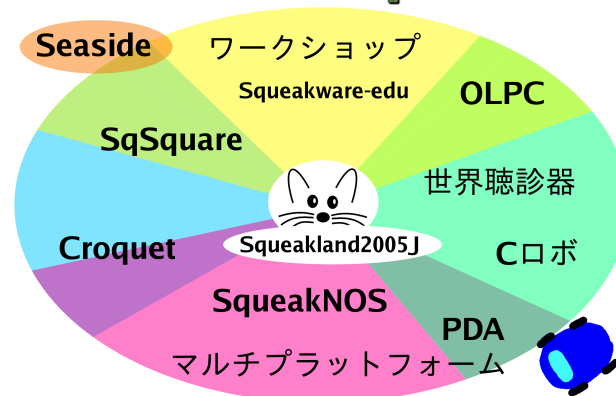 Seaside
ワークショップ
Squeakware-edu
OLPC
SqSquare
世界聴診器
Squeakland2005J
Croquet
Cロボ
SqueakNOS
PDA
マルチプラットフォーム